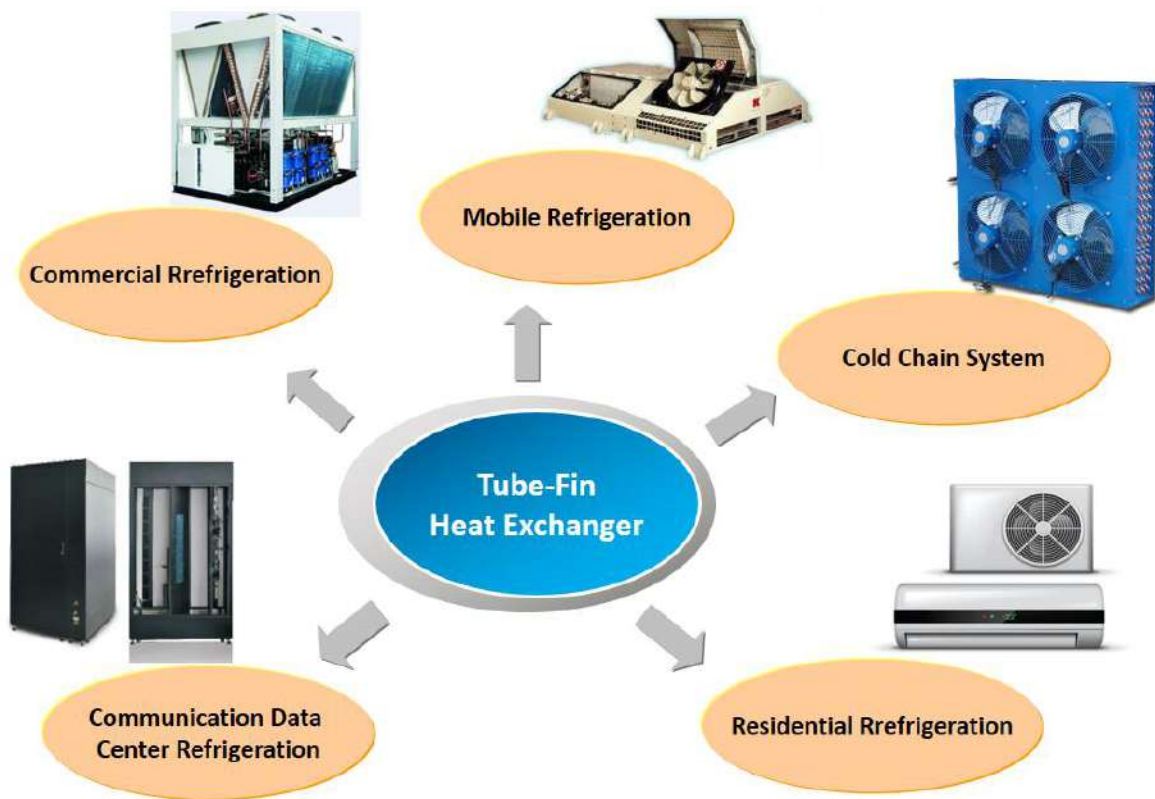 Mobile Refrigeration
Commercial Rrefrigeration
Cold Chain System
Tube-Fin
Heat Exchanger
Communication Data
Center Refrigeration
Residential Rrefrigeration